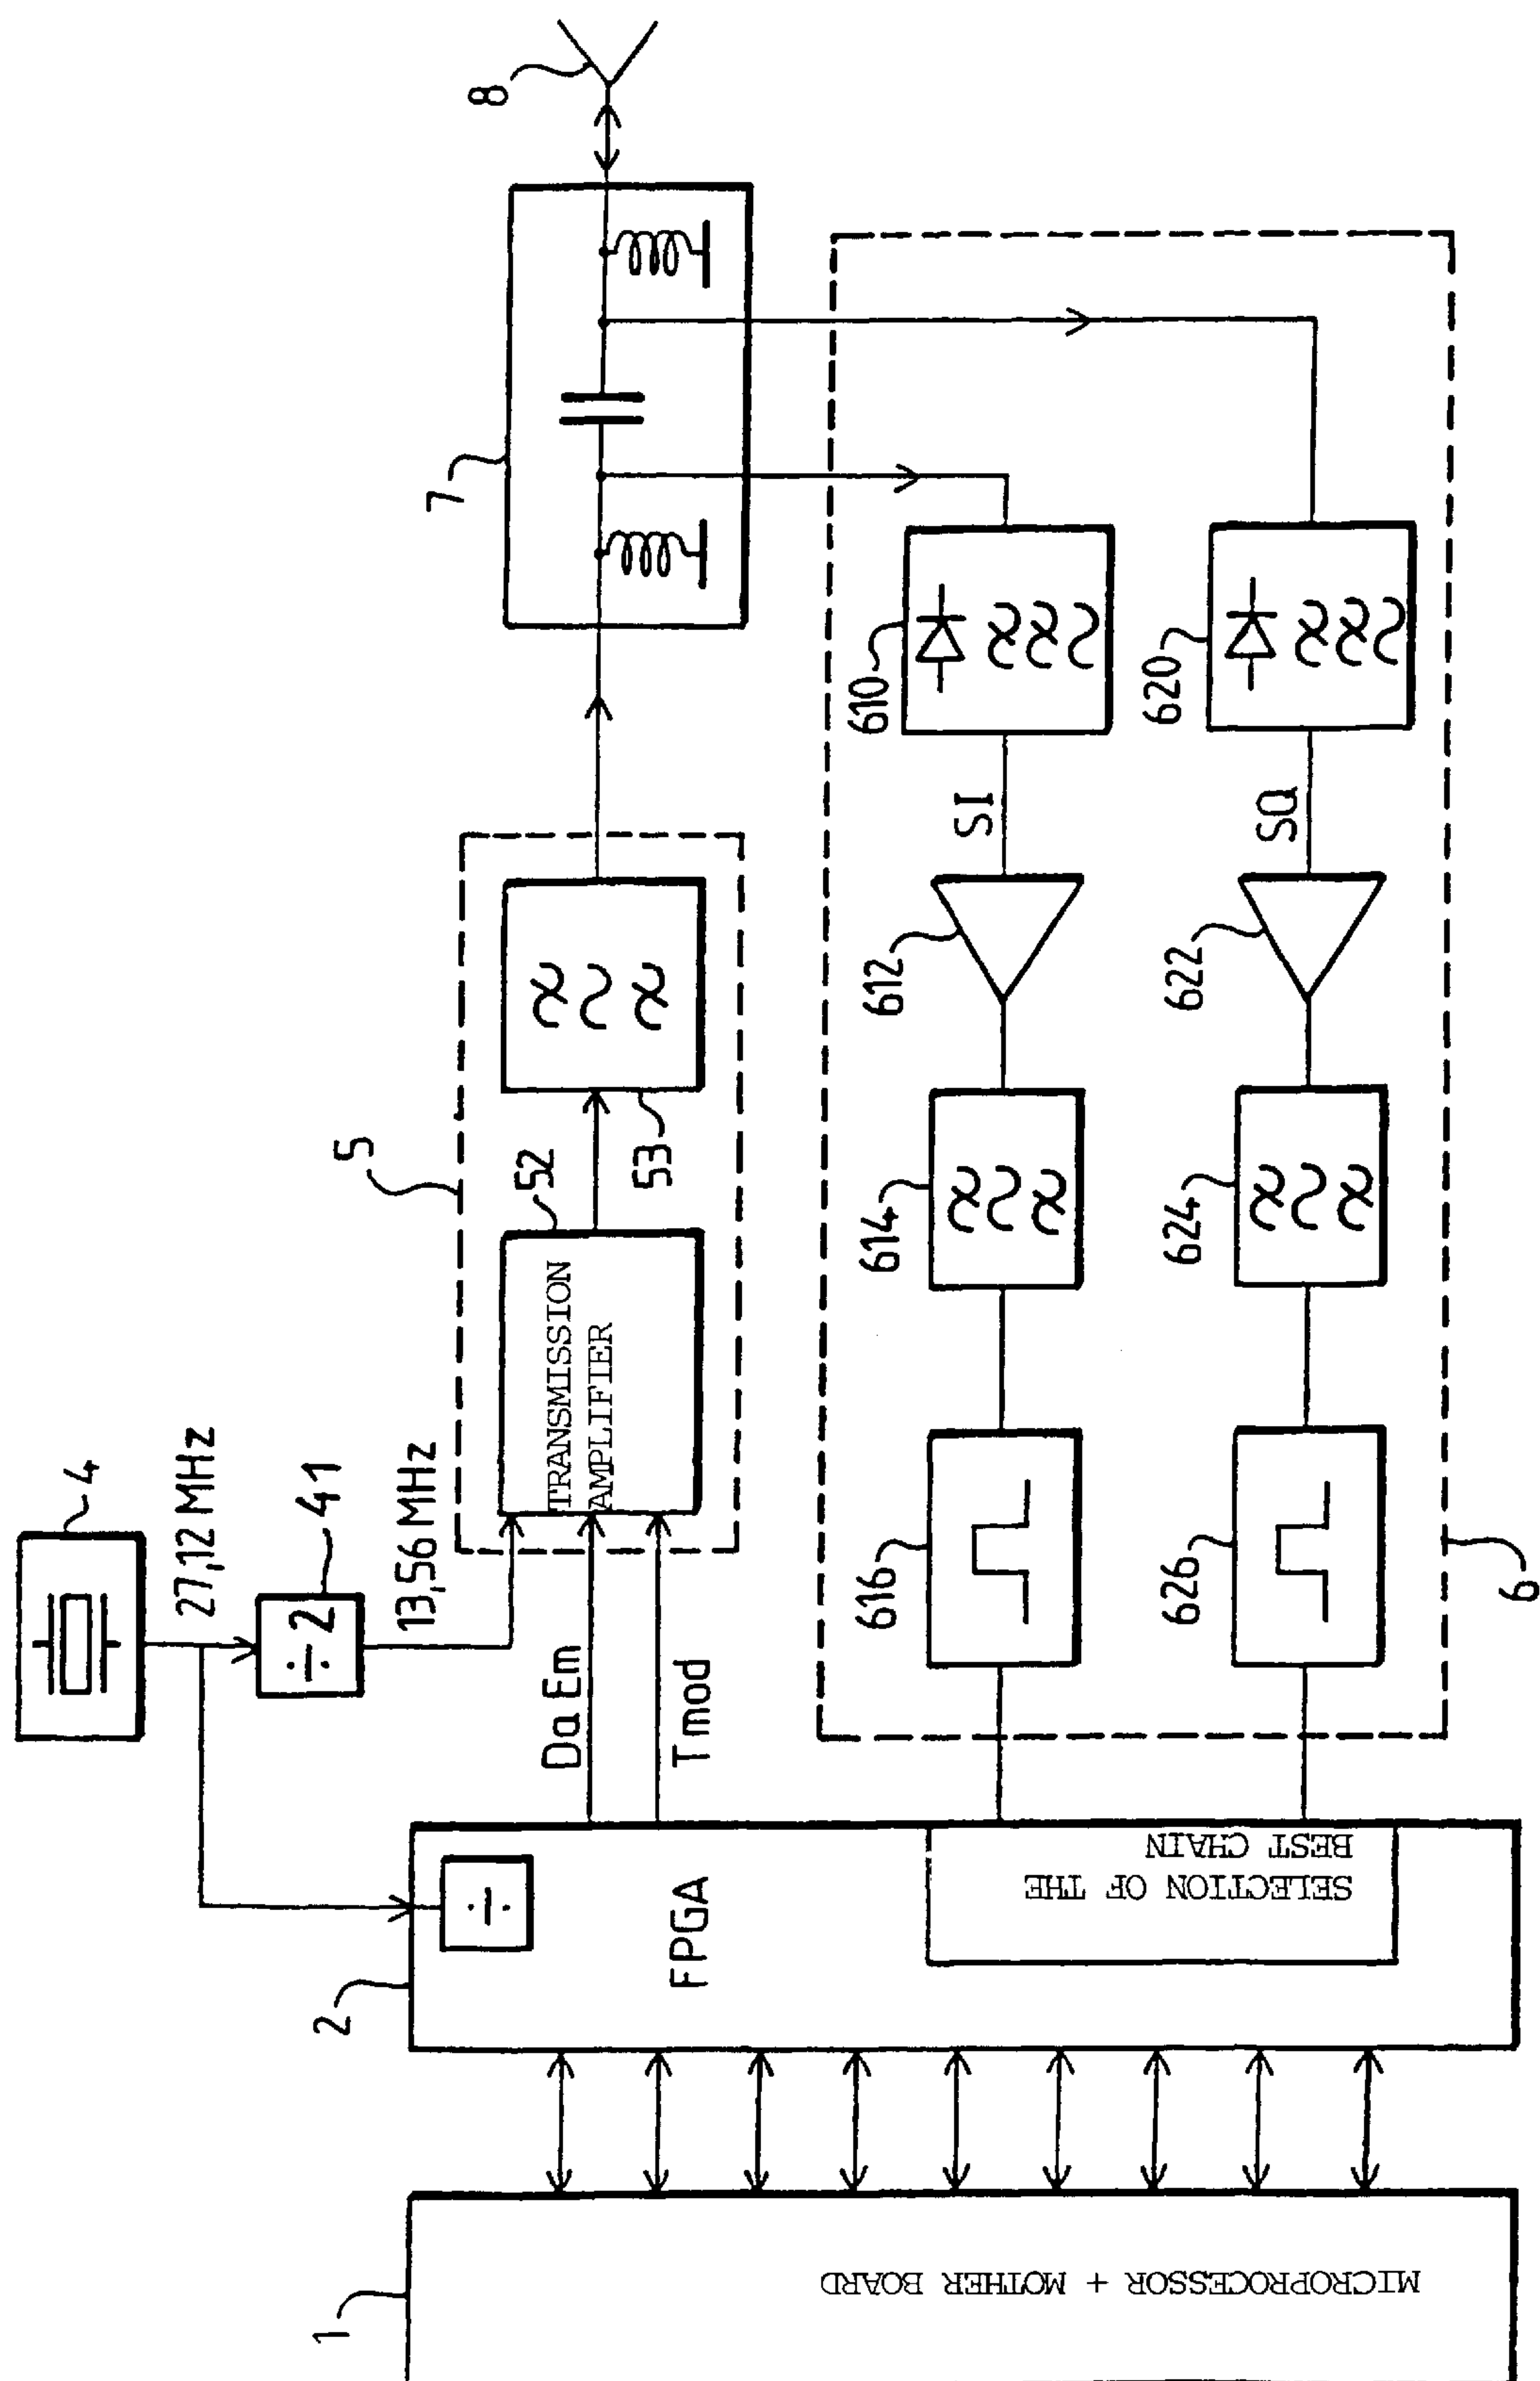 8
7
610
620
SI
SQ
612
622
5
52
53
614
624
TRANSMISSION
AMPLIFIER
4
27,12 MHz
÷ 2
41
13,56 MHz
616
626
6
Da Em
Tmod
÷
2
FPGA
SELECTION OF THE
BEST CHAIN
1
MICROPROCESSOR + MOTHER BOARD